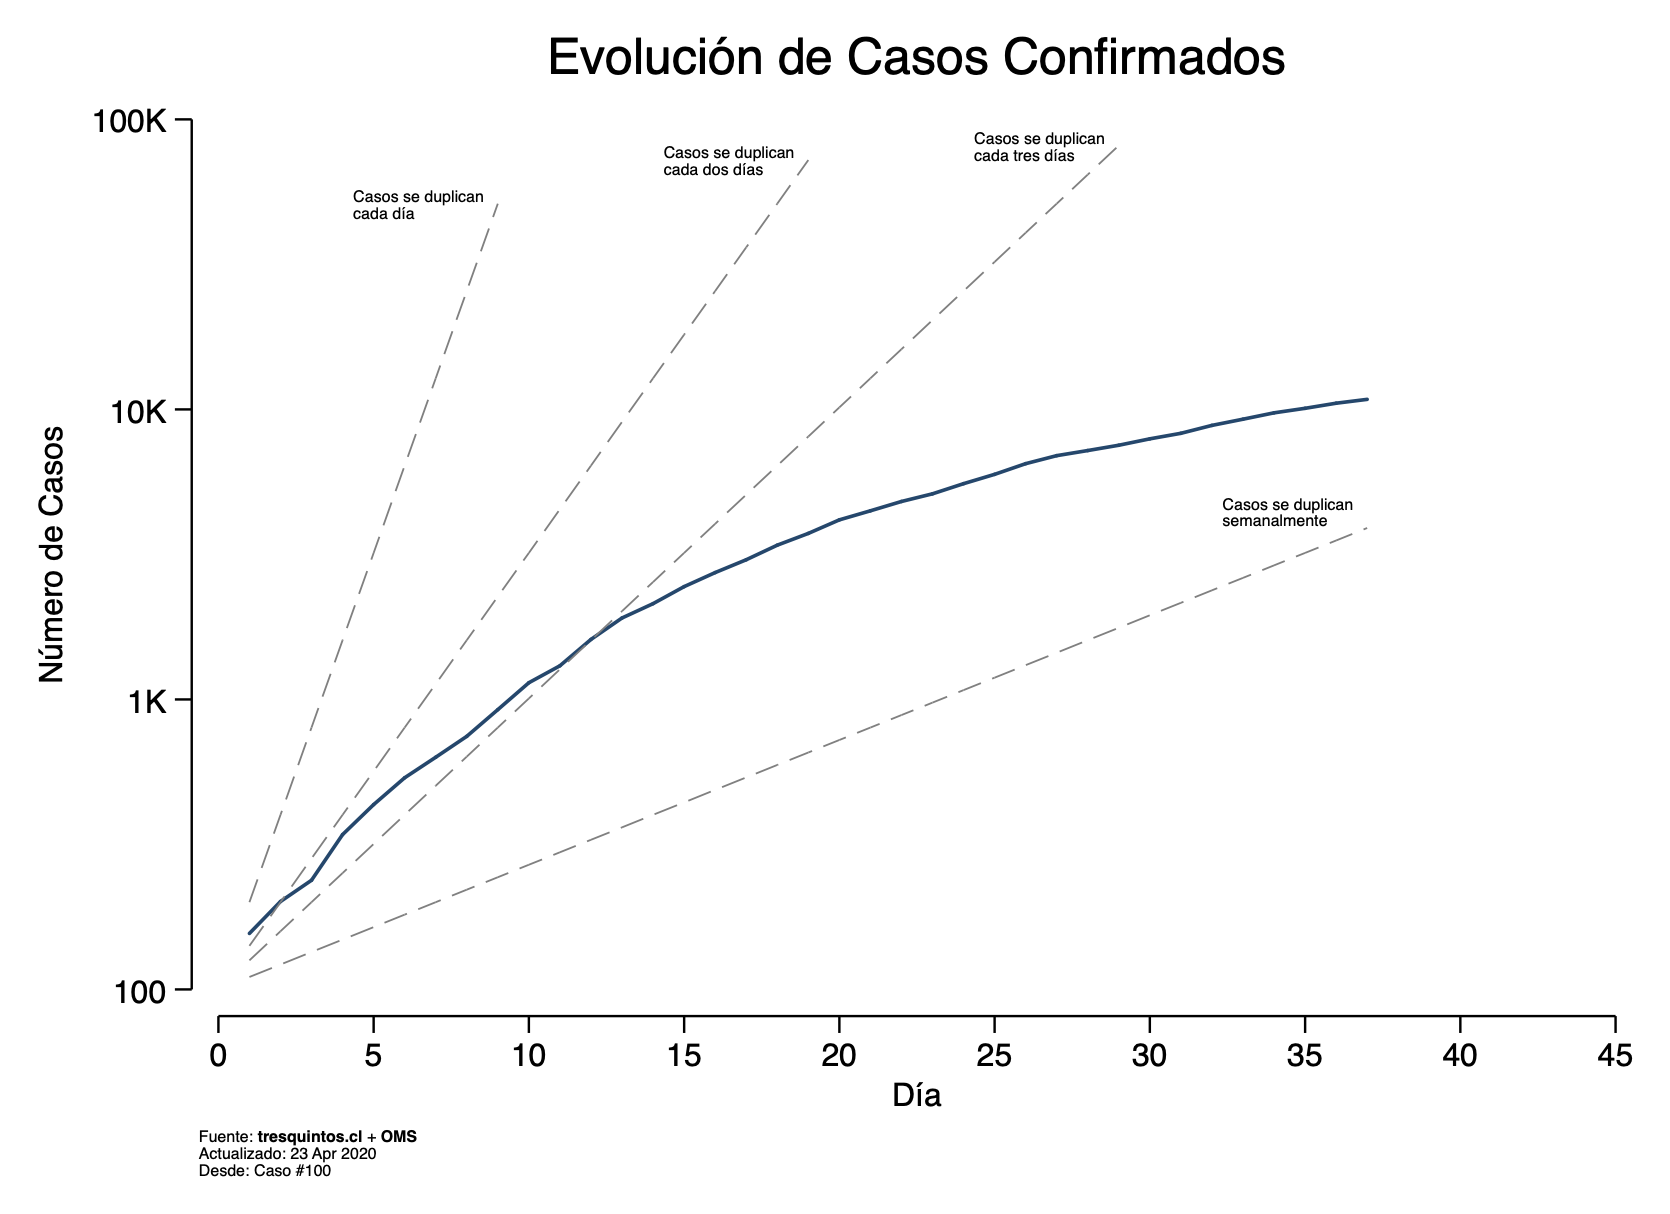 Evolución de Casos Confirmados
100K
10K
1K
100
Número de Casos
Casos se duplican
cada día
Casos se duplican
cada dos días
Casos se duplican
cada tres días
Casos se duplican
semanalmente
0 5 10 15 20 25 30 35 40 45
Día
Fuente: tresquintos.cl + OMS
Actualizado: 23 Apr 2020
Desde: Caso #100